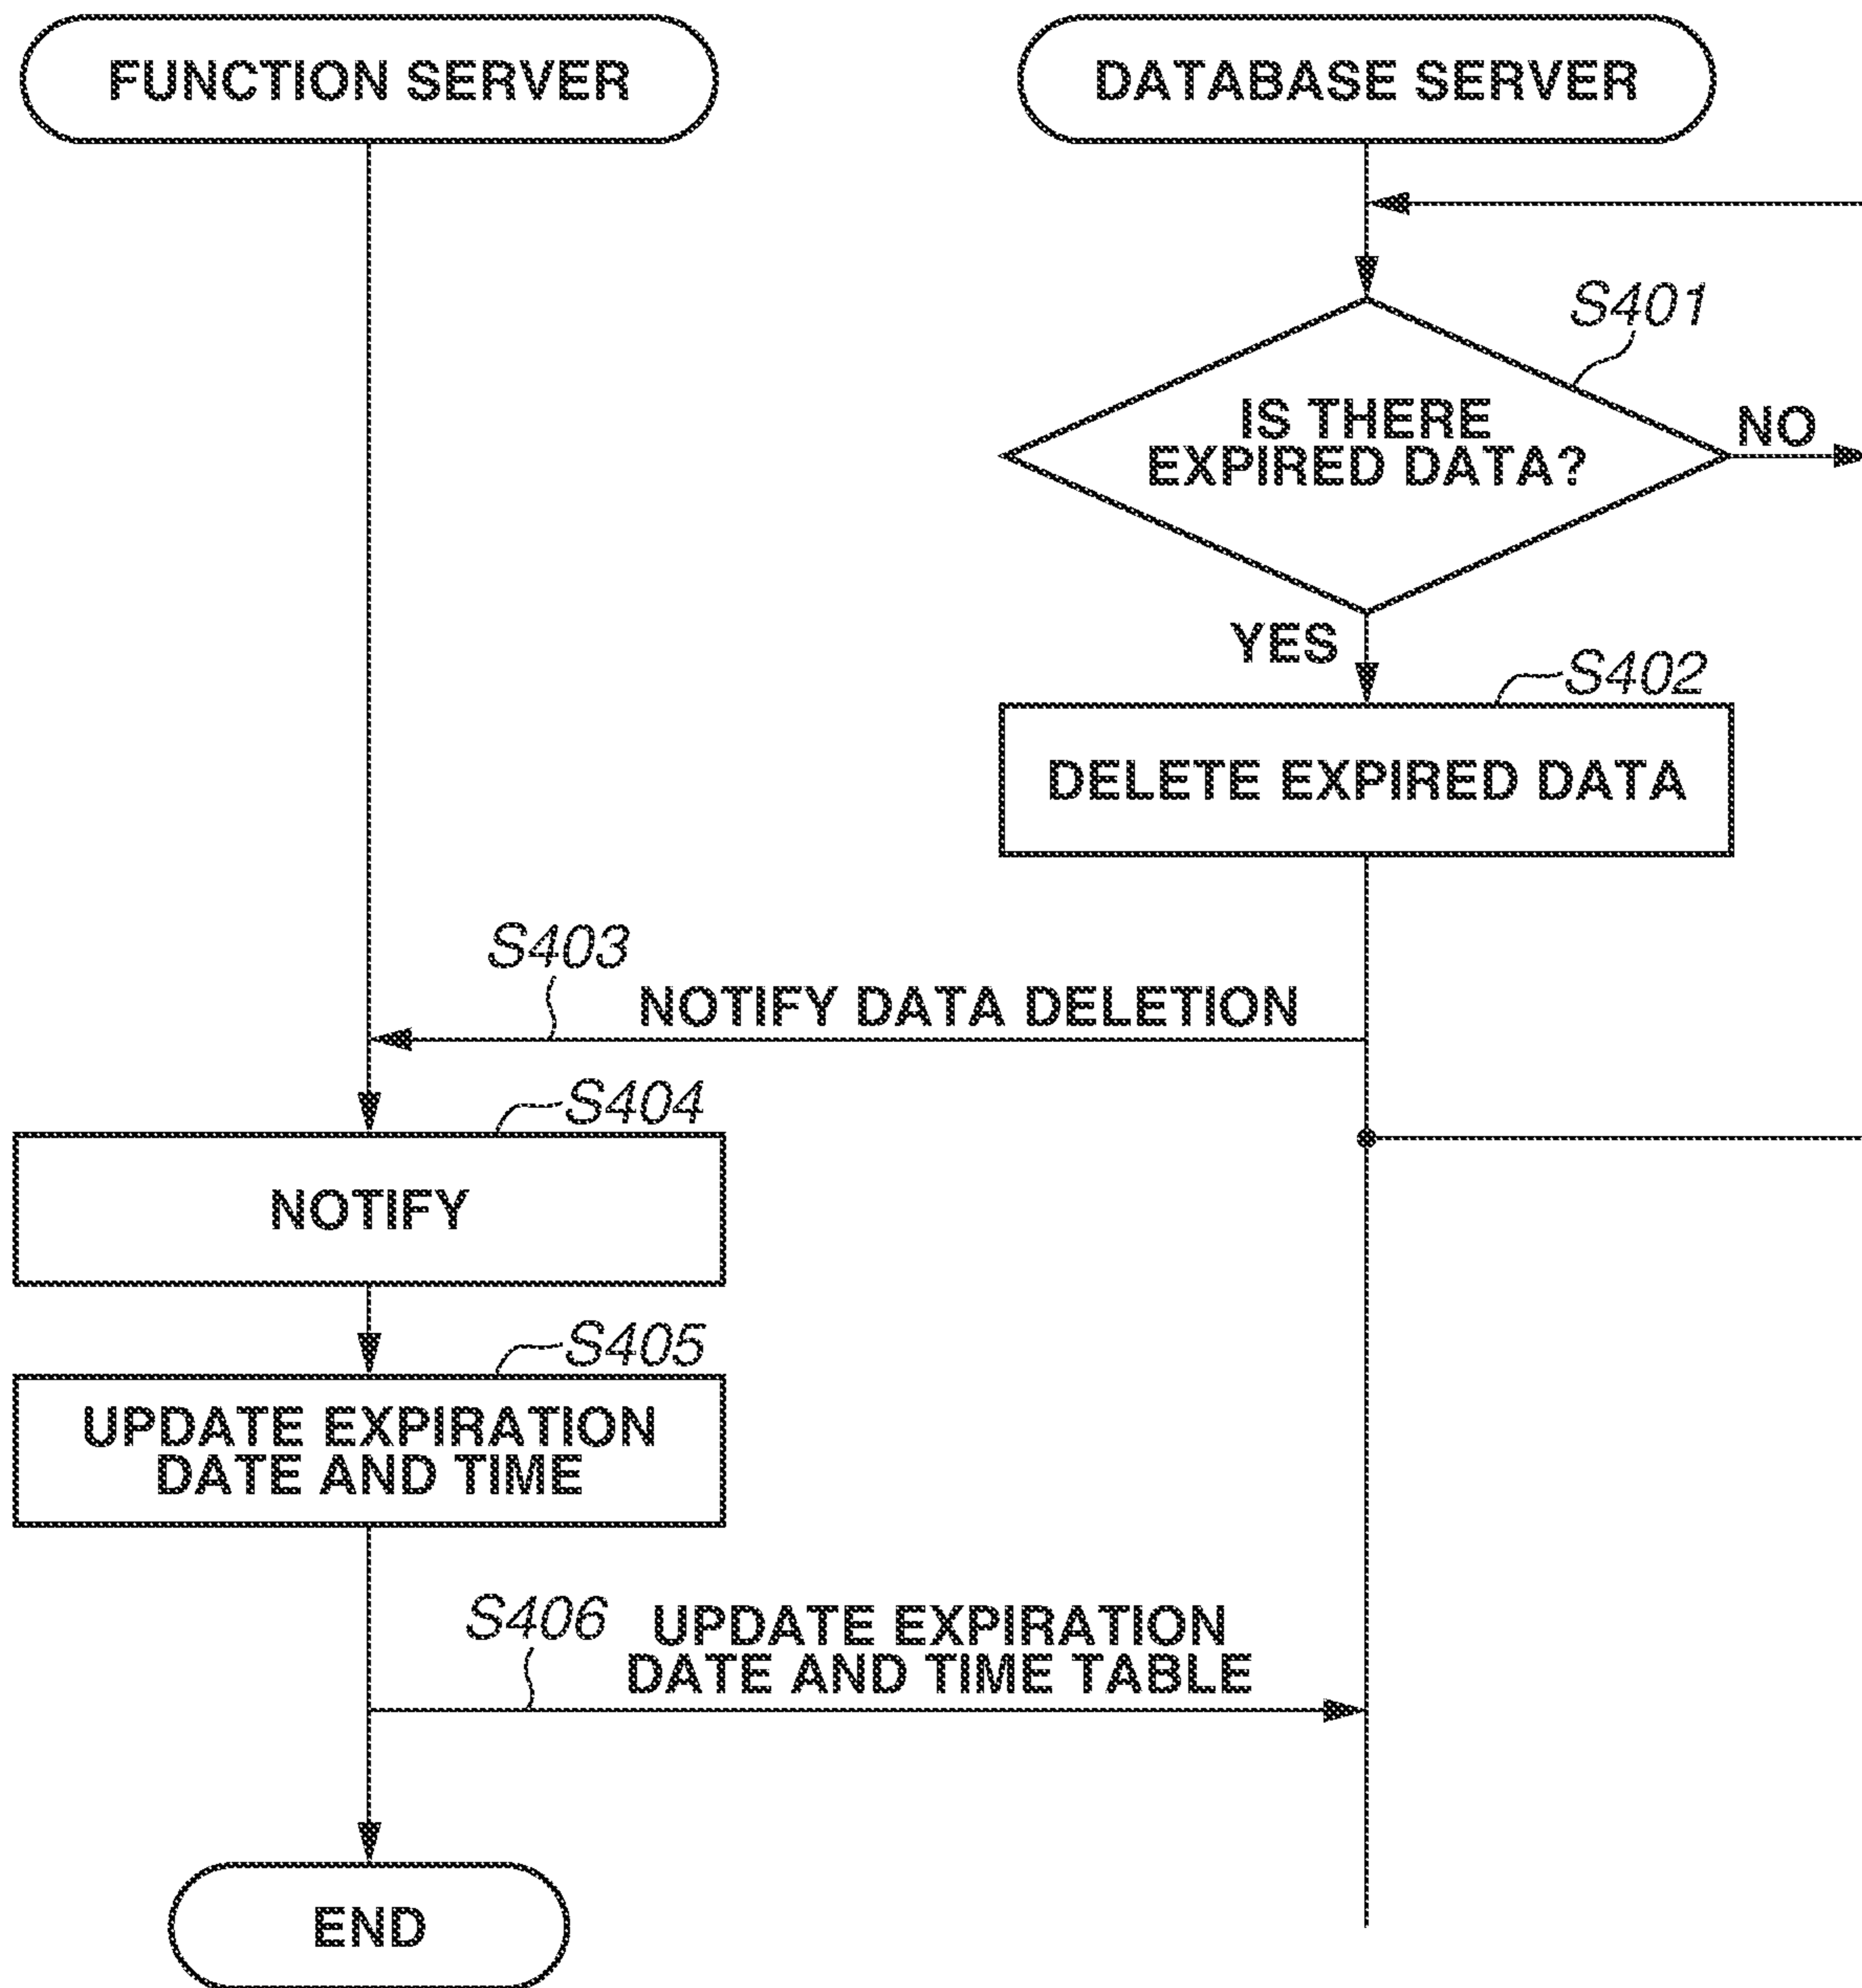 FUNCTION SERVER
DATABASE SERVER
S401
IS THERE
EXPIRED DATA?
NO
YES
S402
DELETE EXPIRED DATA
S403
NOTIFY DATA DELETION
S404
NOTIFY
S405
UPDATE EXPIRATION
DATE AND TIME
S406
UPDATE EXPIRATION
DATE AND TIME TABLE
END